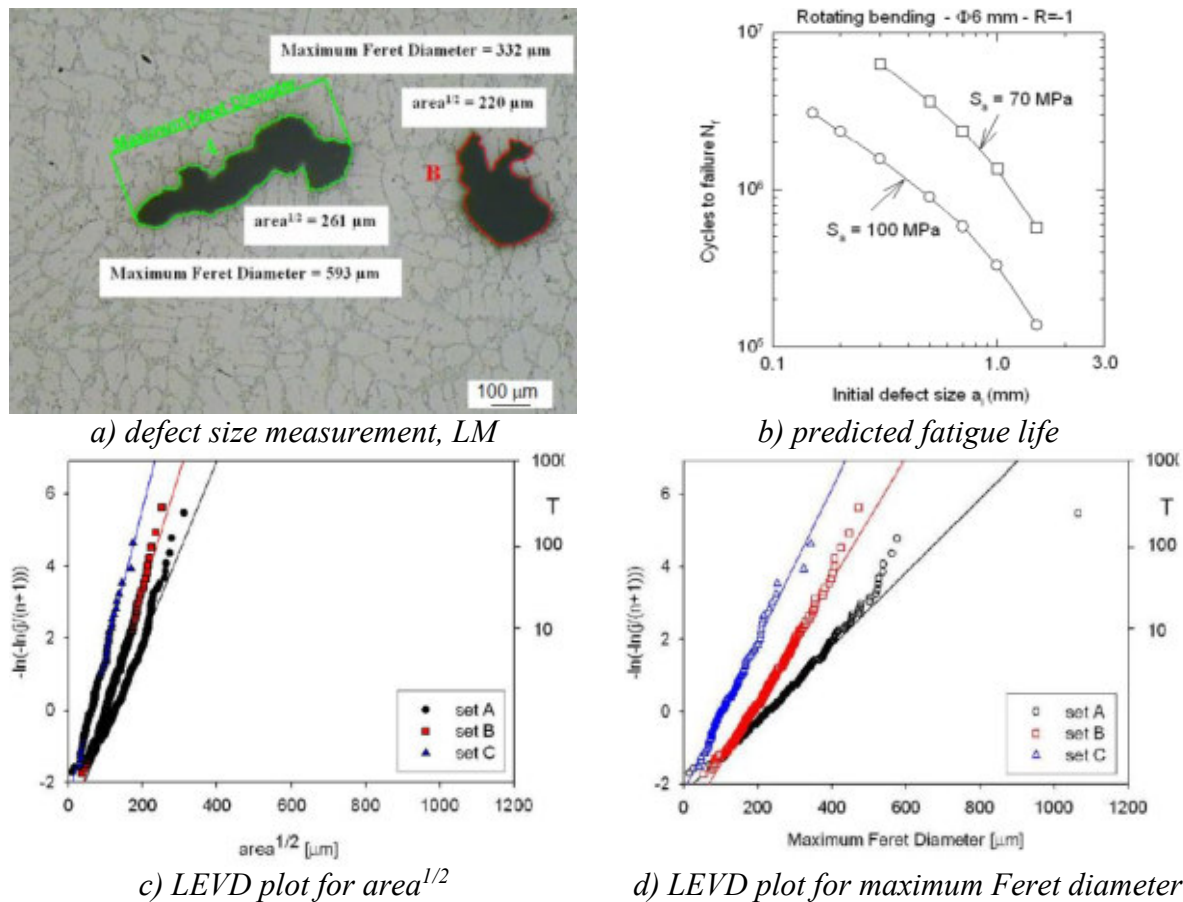 Maximum Feret Diameter = 332 µm
area1/2 = 220 µm
Maximum Feret Diameter
A
B
area1/2 = 261 µm
Maximum Feret Diameter = 593 µm
100 µm
a) defect size measurement, LM
Rotating bending - Φ6 mm - R=-1
10⁷
Sa = 70 MPa
Cycles to failure Nf
10⁶
Sa = 100 MPa
10⁵
0.1
1.0
3.0
Initial defect size ai (mm)
b) predicted fatigue life
6
4
2
0
-2
-ln(-ln(j/(n+1)))
100(
T
100
10
set A
set B
set C
0
200
400
600
800
1000
1200
area1/2 [µm]
c) LEVD plot for area1/2
6
4
2
0
-2
-ln(-ln(j/(n+1)))
100(
T
100
10
set A
set B
set C
0
200
400
600
800
1000
1200
Maximum Feret Diameter [µm]
d) LEVD plot for maximum Feret diameter